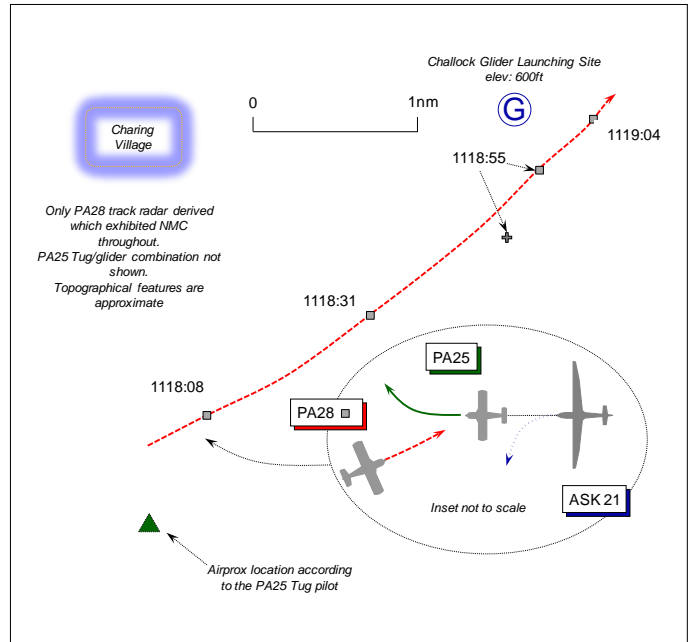 Challock Glider Launching Site
elev: 600ft
G
0
1nm
Charing
Village
1119:04
1118:55
Only PA28 track radar derived
which exhibited NMC
throughout.
PA25 Tug/glider combination not
shown.
Topographical features are
approximate
1118:31
PA25
1118:08
PA28
Inset not to scale
ASK 21
Airprox location according
to the PA25 Tug pilot